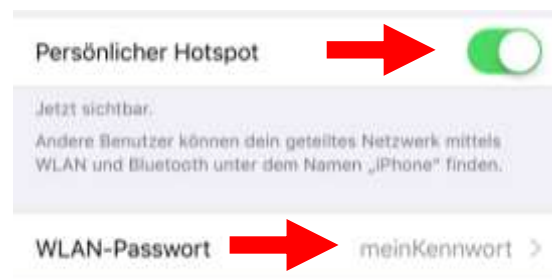 Persönlicher Hotspot
Jetzt sichtbar.
Andere Benutzer können dein geteiltes Netzwerk mittels
WLAN und Bluetooth unter dem Namen „iPhone“ finden.
WLAN-Passwort meinKennwort >